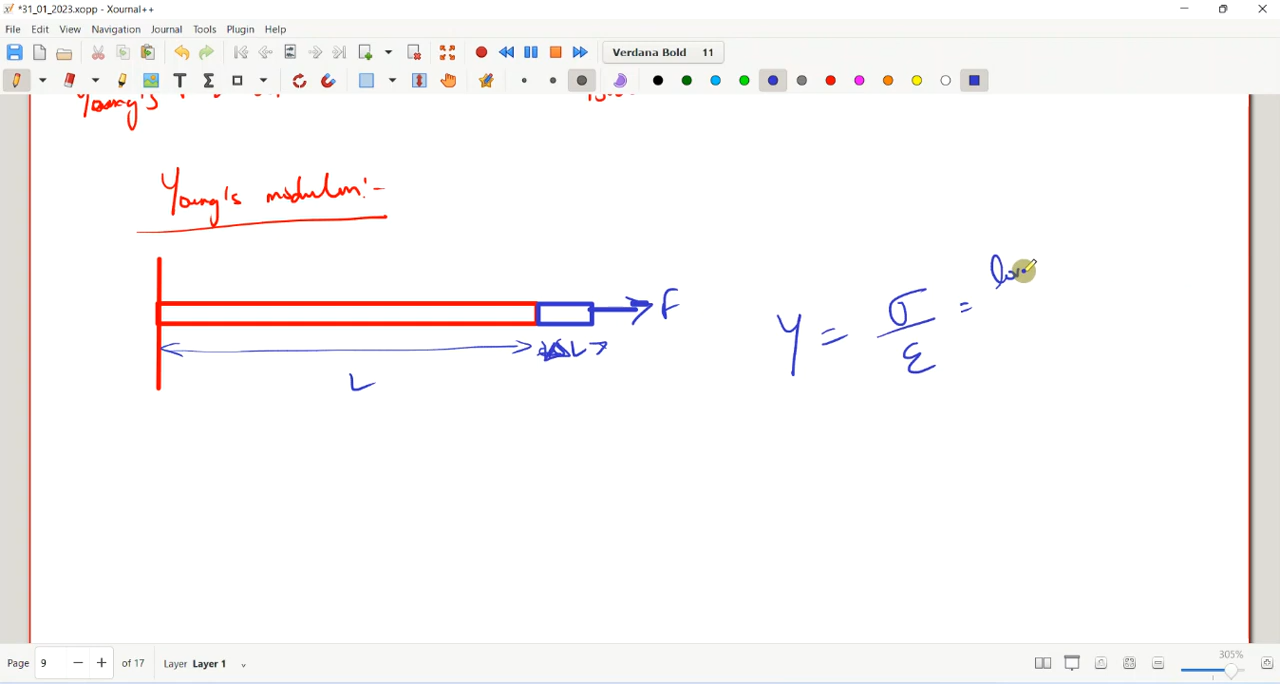 *31_01_2023.xopp - Xournal++
File Edit View Navigation Journal Tools Plugin Help
Verdana Bold 11
Young's
Young's modulus:-
F
ΔL
L
Y = σ/ε =
Page 9 of 17 Layer Layer 1
305%